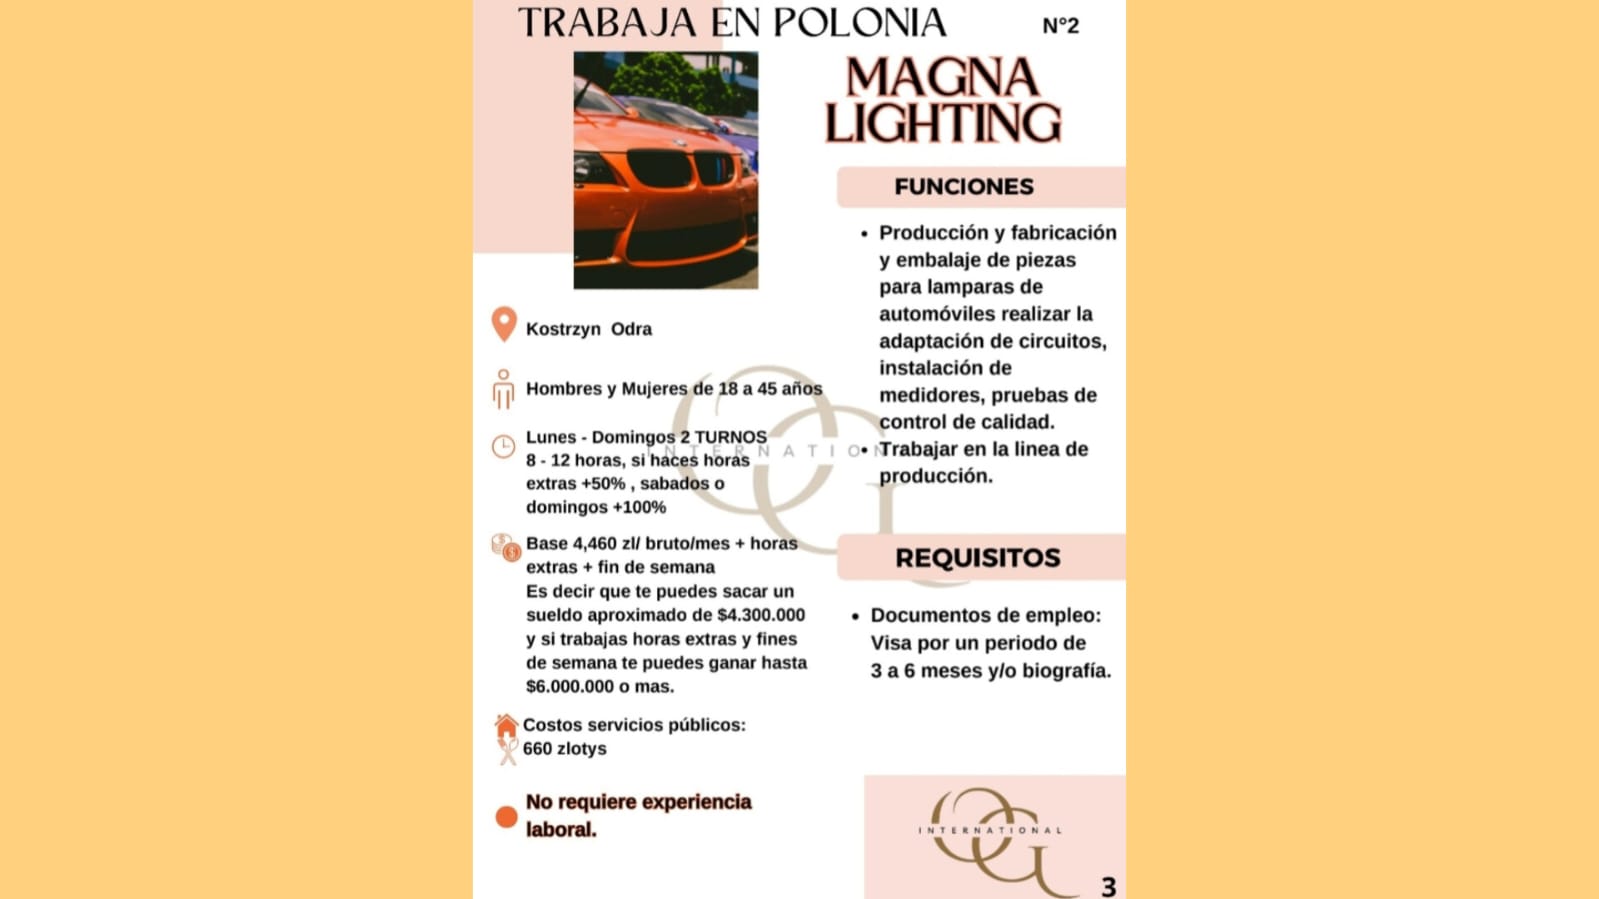 TRABAJA EN POLONIA
N°2
MAGNA
LIGHTING
Kostrzyn Odra
Hombres y Mujeres de 18 a 45 años
Lunes - Domingos 2 TURNOS
8 - 12 horas, si haces horas
extras +50% , sabados o
domingos +100%
Base 4,460 zl/ bruto/mes + horas
extras + fin de semana
Es decir que te puedes sacar un
sueldo aproximado de $4.300.000
y si trabajas horas extras y fines
de semana te puedes ganar hasta
$6.000.000 o mas.
Costos servicios públicos:
660 zlotys
No requiere experiencia
laboral.
FUNCIONES
• Producción y fabricación
y embalaje de piezas
para lamparas de
automóviles realizar la
adaptación de circuitos,
instalación de
medidores, pruebas de
control de calidad.
• Trabajar en la linea de
producción.
REQUISITOS
• Documentos de empleo:
Visa por un periodo de
3 a 6 meses y/o biografía.
OG
INTERNATIONAL
3